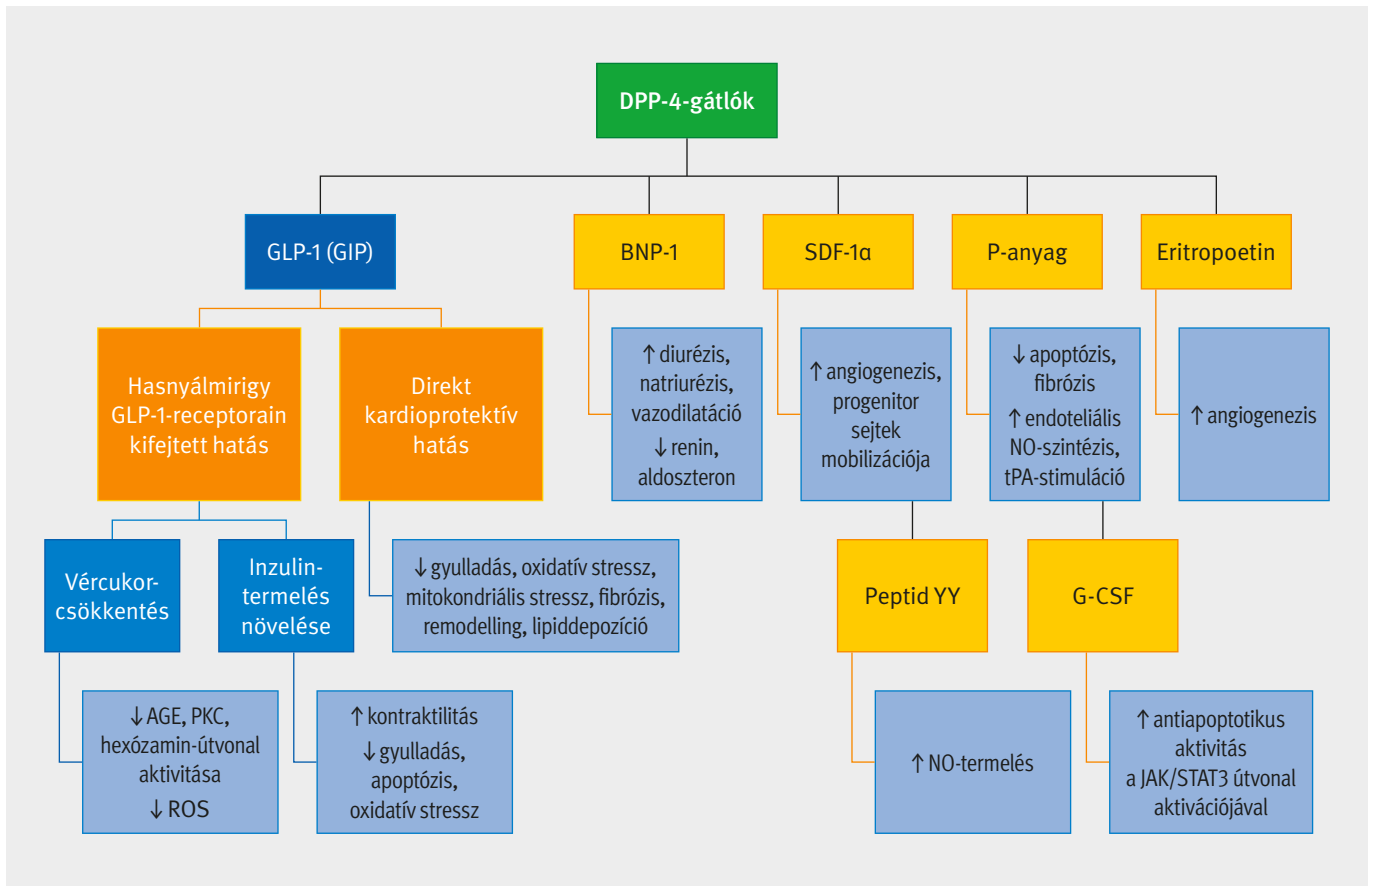 DPP-4-gátlók
GLP-1 (GIP)
BNP-1
SDF-1α
P-anyag
Eritropoetin
Hasnyálmirigy
GLP-1-receptorain
kifejtett hatás
Direkt
kardioprotektív
hatás
↑ diurézis,
natriurézis,
vazodilatáció
↓ renin,
aldoszteron
↑ angiogenezis,
progenitor
sejtek
mobilizációja
↓ apoptózis,
fibrózis
↑ endoteliális
NO-szintézis,
tPA-stimuláció
↑ angiogenezis
Vércukor-
csökkentés
Inzulin-
termelés
növelése
↓ gyulladás, oxidatív stressz,
mitokondriális stressz, fibrózis,
remodelling, lipiddepozíció
Peptid YY
G-CSF
↓ AGE, PKC,
hexózamin-útvonal
aktivitása
↓ ROS
↑ kontraktilitás
↓ gyulladás,
apoptózis,
oxidatív stressz
↑ NO-termelés
↑ antiapoptotikus
aktivitás
a JAK/STAT3 útvonal
aktivációjával